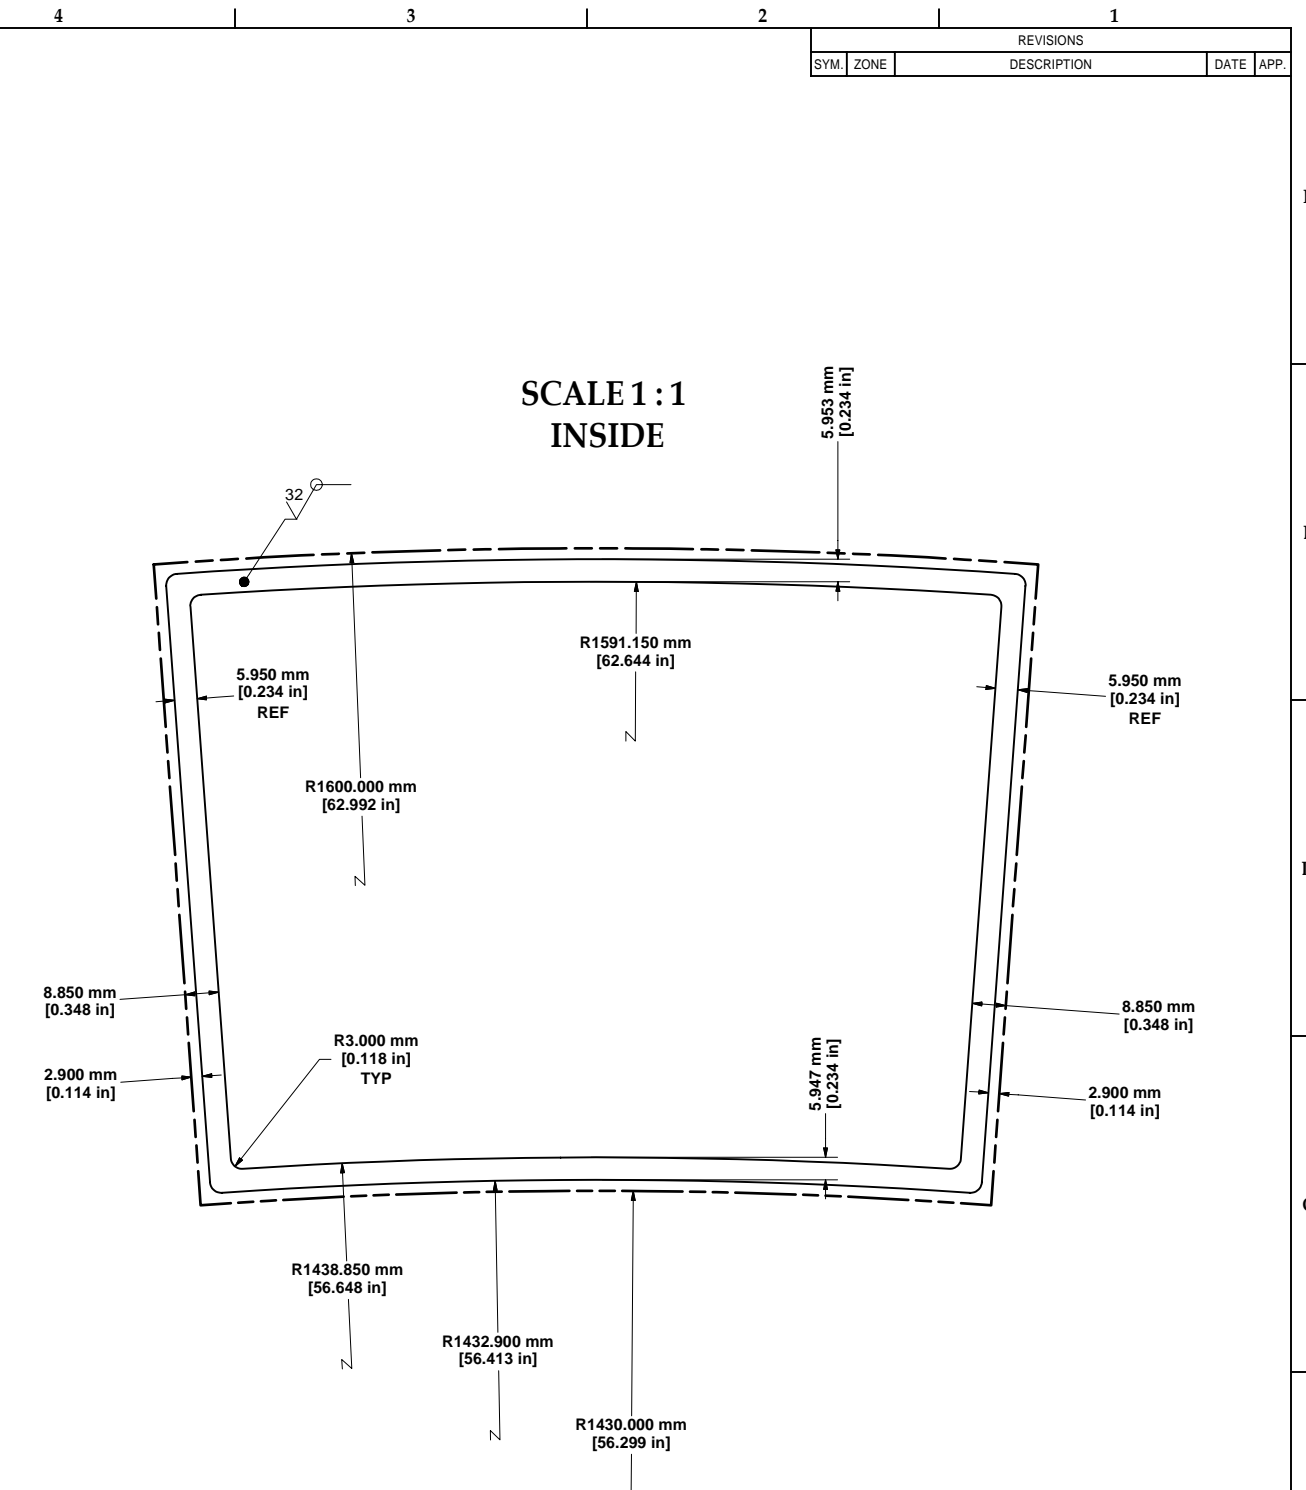 4 3 2 1
REVISIONS
SYM. ZONE DESCRIPTION DATE APP.
SCALE 1 : 1
INSIDE
5.953 mm
[0.234 in]
32
R1591.150 mm
[62.644 in]
5.950 mm
[0.234 in]
REF
5.950 mm
[0.234 in]
REF
R1600.000 mm
[62.992 in]
8.850 mm
[0.348 in]
8.850 mm
[0.348 in]
R3.000 mm
[0.118 in]
TYP
5.947 mm
[0.234 in]
2.900 mm
[0.114 in]
2.900 mm
[0.114 in]
R1438.850 mm
[56.648 in]
R1432.900 mm
[56.413 in]
R1430.000 mm
[56.299 in]